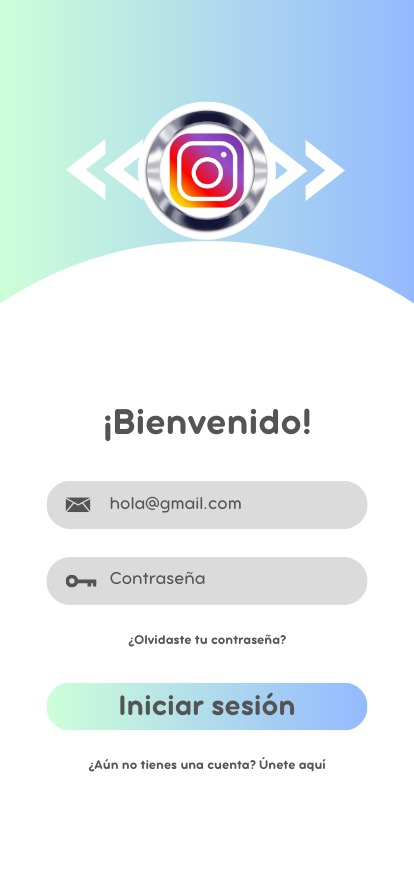 ¡Bienvenido!
hola@gmail.com
Contraseña
¿Olvidaste tu contraseña?
Iniciar sesión
¿Aún no tienes una cuenta? Únete aquí